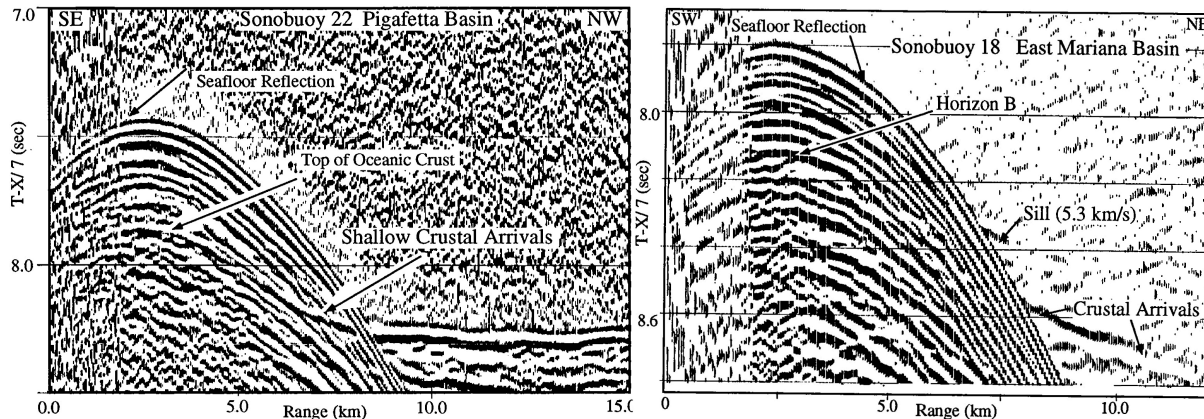 SE
Sonobuoy 22 Pigafetta Basin
NW
7.0
Seafloor Reflection
Top of Oceanic Crust
Shallow Crustal Arrivals
T-X/ 7 (sec)
8.0
0
5.0
Range (km)
10.0
15.0
SW
Seafloor Reflection
Sonobuoy 18 East Mariana Basin
8.0
Horizon B
T-X/ 7 (sec)
Sill (5.3 km/s)
8.6
Crustal Arrivals
0
Range (km)
5.0
10.0